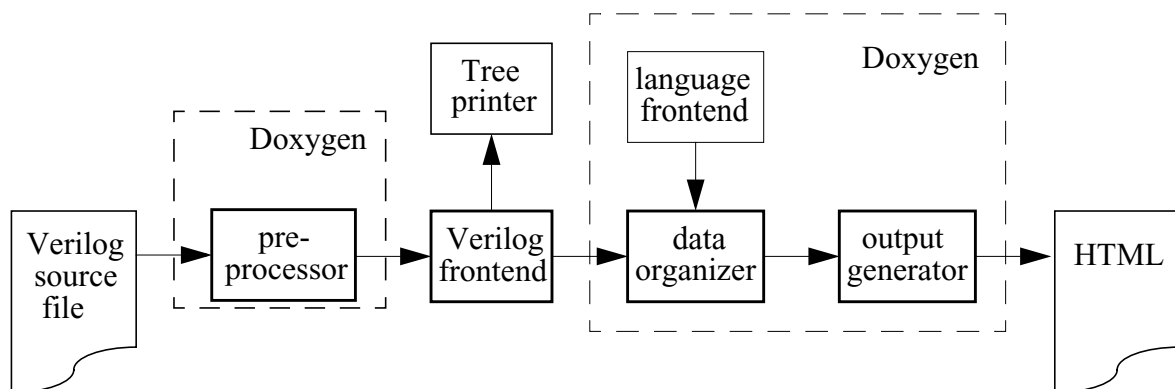 Doxygen
Tree
printer
language
frontend
Doxygen
Verilog
source
file
pre-
processor
Verilog
frontend
data
organizer
output
generator
HTML